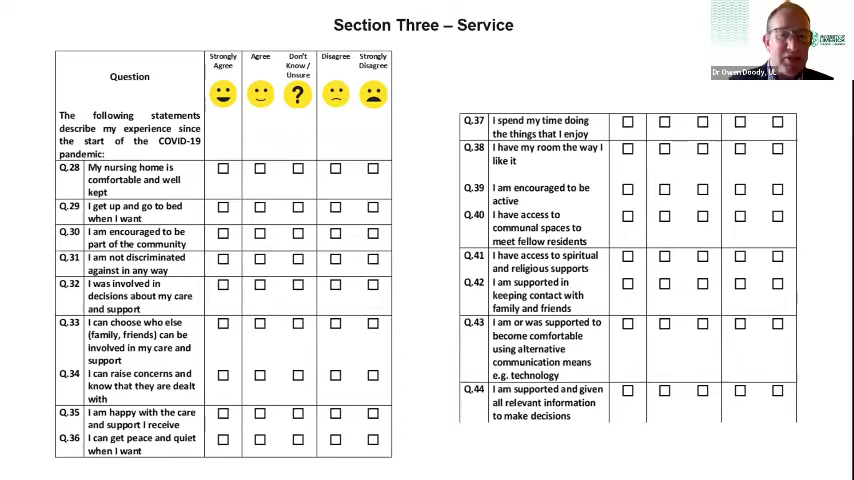 Section Three – Service
UNIVERSITY OF
LIMERICK
Dr Owen Doody, UL
Question
Strongly
Agree
Agree
Don't
Know /
Unsure
Disagree
Strongly
Disagree
?
The following statements
describe my experience since
the start of the COVID-19
pandemic:
Q.28 My nursing home is
comfortable and well
kept
Q.29 I get up and go to bed
when I want
Q.30 I am encouraged to be
part of the community
Q.31 I am not discriminated
against in any way
Q.32 I was involved in
decisions about my care
and support
Q.33 I can choose who else
(family, friends) can be
involved in my care and
support
Q.34 I can raise concerns and
know that they are dealt
with
Q.35 I am happy with the care
and support I receive
Q.36 I can get peace and quiet
when I want
Q.37 I spend my time doing
the things that I enjoy
Q.38 I have my room the way I
like it
Q.39 I am encouraged to be
active
Q.40 I have access to
communal spaces to
meet fellow residents
Q.41 I have access to spiritual
and religious supports
Q.42 I am supported in
keeping contact with
family and friends
Q.43 I am or was supported to
become comfortable
using alternative
communication means
e.g. technology
Q.44 I am supported and given
all relevant information
to make decisions